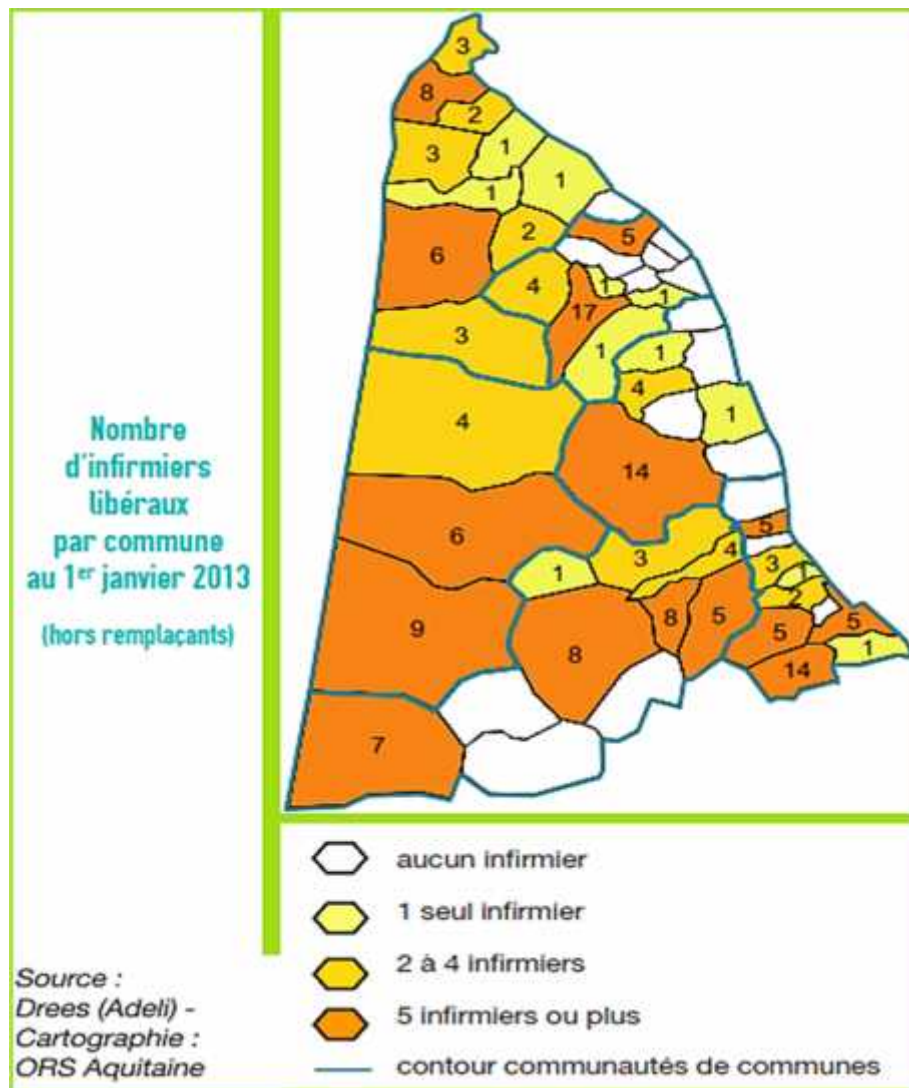 Nombre
d'infirmiers
libéraux
par commune
au 1er janvier 2013
(hors remplaçants)
Source :
Drees (Adeli) -
Cartographie :
ORS Aquitaine
3
8
2
3
1
1
1
2
5
6
4
1
1
17
3
1
1
4
4
1
14
6
5
3
4
3
1
1
9
8
8
5
5
5
1
14
7
aucun infirmier
1 seul infirmier
2 à 4 infirmiers
5 infirmiers ou plus
contour communautés de communes